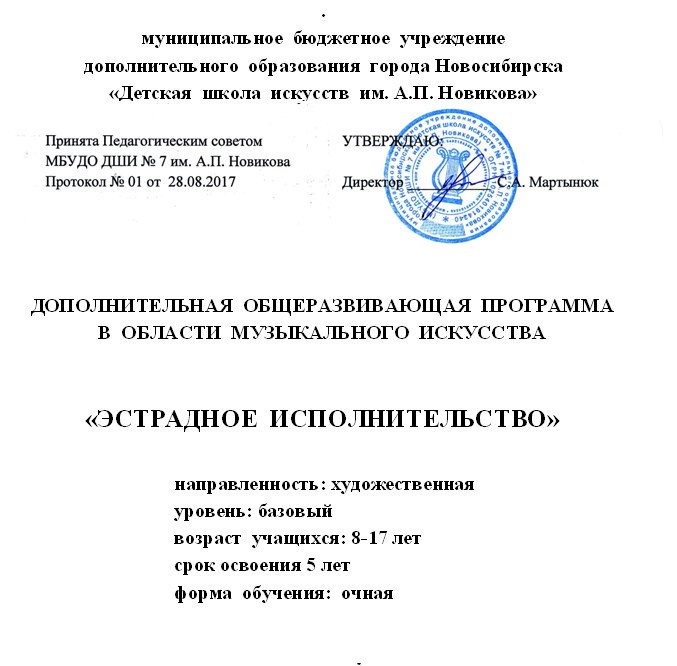 муниципальное бюджетное учреждение
дополнительного образования города Новосибирска
«Детская школа искусств им. А.П. Новикова»
Принята Педагогическим советом
МБУДО ДШИ № 7 им. А.П. Новикова
Протокол № 01 от 28.08.2017
УТВЕРЖДАЮ:
Директор С.А. Мартынюк
ДОПОЛНИТЕЛЬНАЯ ОБЩЕРАЗВИВАЮЩАЯ ПРОГРАММА
В ОБЛАСТИ МУЗЫКАЛЬНОГО ИСКУССТВА
«ЭСТРАДНОЕ ИСПОЛНИТЕЛЬСТВО»
направленность: художественная
уровень: базовый
возраст учащихся: 8-17 лет
срок освоения 5 лет
форма обучения: очная